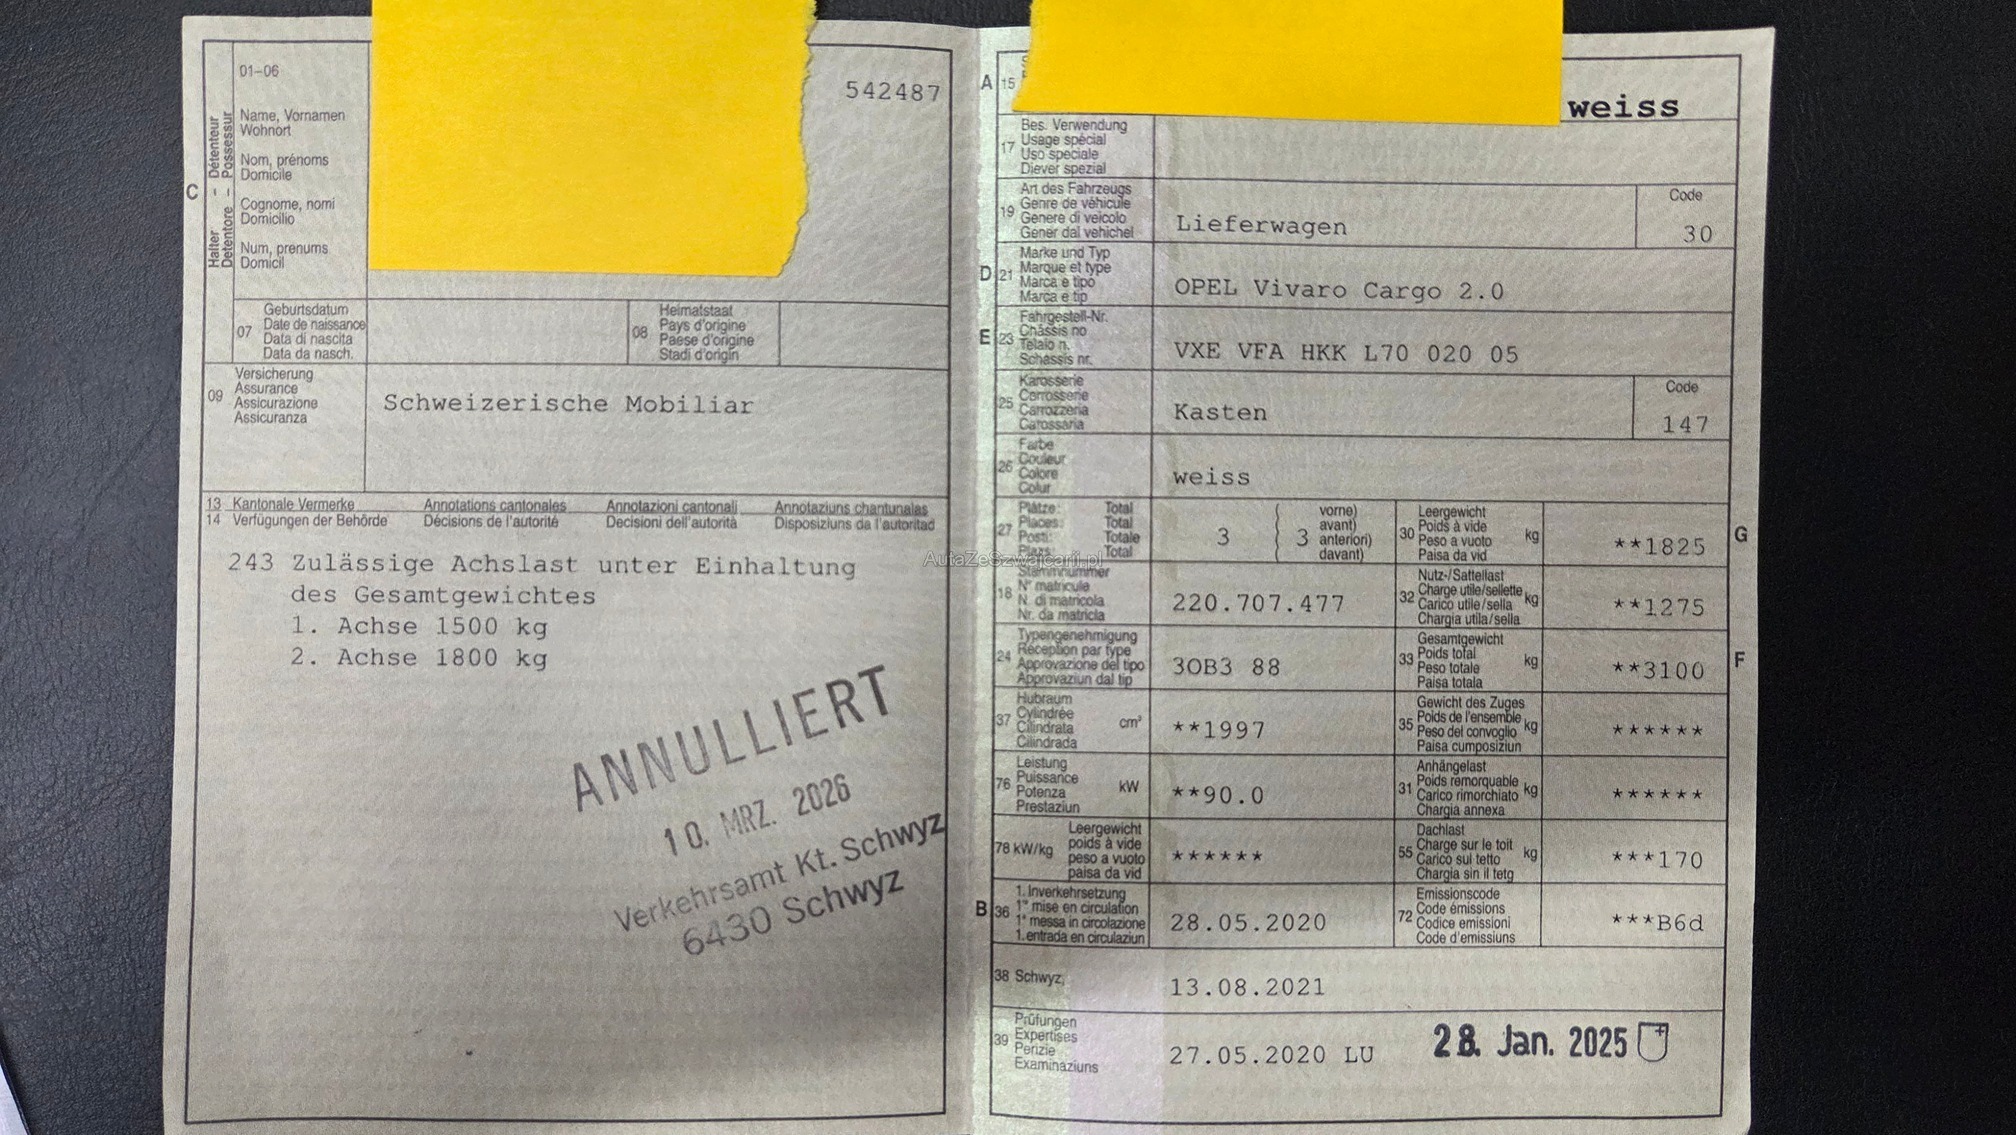 01-06
542487
C
Halter - Détenteur
Detentore - Possessur
Name, Vornamen
Wohnort
Nom, prénoms
Domicile
Cognome, nomi
Domicilio
Num, prenums
Domicil
07
Geburtsdatum
Date de naissance
Data di nascita
Data da nasch.
08
Heimatstaat
Pays d'origine
Paese d'origine
Stadi d'origin
09
Versicherung
Assurance
Assicurazione
Assicuranza
Schweizerische Mobiliar
13 Kantonale Vermerke Annotations cantonales Annotazioni cantonali Annotaziuns chantunalas
14 Verfügungen der Behörde Décisions de l'autorité Decisioni dell'autorità Disposiziuns da l'autoritad
243 Zulässige Achslast unter Einhaltung
des Gesamtgewichtes
1. Achse 1500 kg
2. Achse 1800 kg
ANNULLIERT
10. MRZ. 2026
Verkehrsamt Kt. Schwyz
6430 Schwyz
AutaZeSzwajcarii.pl
A 15
weiss
17
Bes. Verwendung
Usage spécial
Uso speciale
Diever spezial
19
Art des Fahrzeugs
Genre de véhicule
Genere di veicolo
Gener dal vehichel
Lieferwagen
Code
30
D 21
Marke und Typ
Marque et type
Marca e tipo
Marca e tip
OPEL Vivaro Cargo 2.0
E 23
Fahrgestell-Nr.
Châssis no
Telaio n.
Schassis nr.
VXE VFA HKK L70 020 05
25
Karosserie
Carrosserie
Carrozzeria
Carossaria
Kasten
Code
147
26
Farbe
Couleur
Colore
Colur
weiss
27
Plätze: Total
Places: Total
Posti: Totale
Plazs: Total
3
3
vorne)
avant)
anteriori)
davant)
30
Leergewicht
Poids à vide
Peso a vuoto
Paisa da vid
kg
**1825
G
18
Stammnummer
N° matricule
N. di matricola
Nr. da matricla
220.707.477
32
Nutz-/Sattellast
Charge utile/sellette
Carico utile/sella
Chargia utila/sella
kg
**1275
24
Typengenehmigung
Réception par type
Approvazione del tipo
Approvaziun dal tip
3OB3 88
33
Gesamtgewicht
Poids total
Peso totale
Paisa totala
kg
**3100
F
37
Hubraum
Cylindrée
Cilindrata
Cilindrada
cm³
**1997
35
Gewicht des Zuges
Poids de l'ensemble
Peso del convoglio
Paisa cumposiziun
kg
******
76
Leistung
Puissance
Potenza
Prestaziun
kW
**90.0
31
Anhängelast
Poids remorquable
Carico rimorchiato
Chargia annexa
kg
******
78 kW/kg
Leergewicht
poids à vide
peso a vuoto
paisa da vid
******
55
Dachlast
Charge sur le toit
Carico sul tetto
Chargia sin il tetg
kg
***170
B 36
1. Inverkehrsetzung
1re mise en circulation
1a messa in circolazione
1. entrada en circulaziun
28.05.2020
72
Emissionscode
Code émissions
Codice emissioni
Code d'emissiuns
***B6d
38 Schwyz,
13.08.2021
39
Prüfungen
Expertises
Perizie
Examinaziuns
27.05.2020 LU
28. Jan. 2025